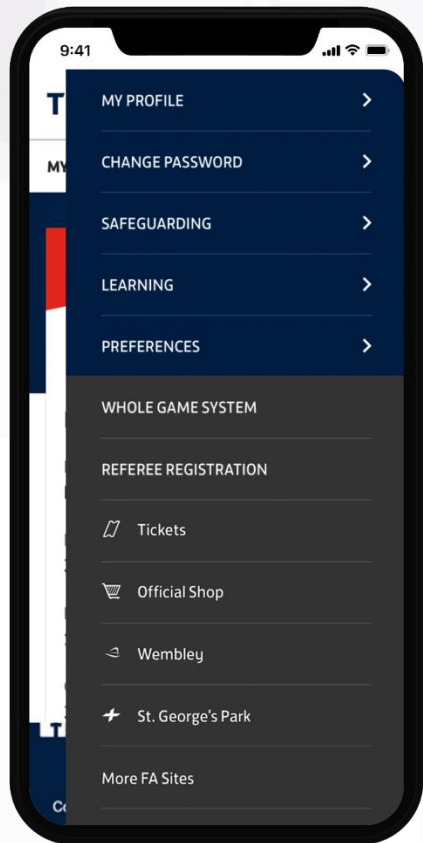 9:41
T
MY
MY PROFILE
CHANGE PASSWORD
SAFEGUARDING
LEARNING
PREFERENCES
WHOLE GAME SYSTEM
REFEREE REGISTRATION
Tickets
Official Shop
Wembley
St. George's Park
More FA Sites